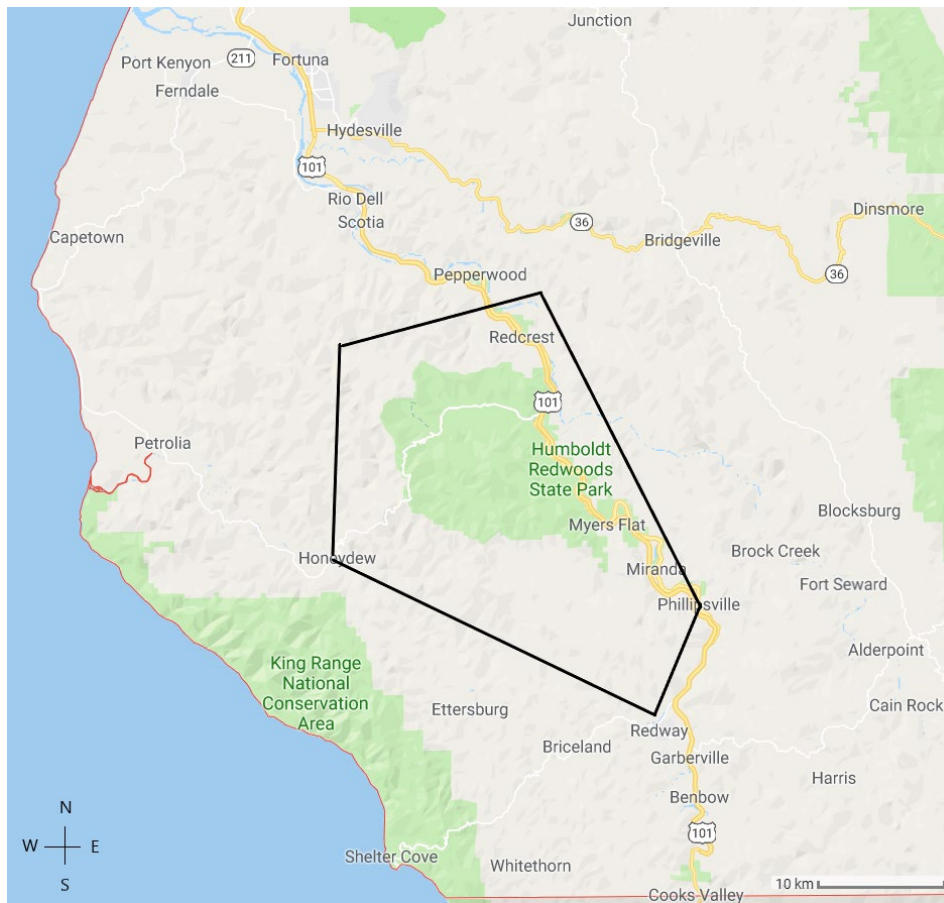 Junction
Port Kenyon
211
Fortuna
Ferndale
Hydesville
101
Rio Dell
Scotia
Dinsmore
36
Capetown
Bridgeville
36
Pepperwood
Redcrest
101
Petrolia
Humboldt
Redwoods
State Park
Blocksburg
Myers Flat
Honeydew
Brock Creek
Miranda
Fort Seward
Phillipsville
Alderpoint
King Range
National
Conservation
Area
Ettersburg
Cain Rock
Redway
Briceland
Garberville
Harris
Benbow
N
W E
S
101
Shelter Cove
Whitethorn
10 km
Cooks Valley